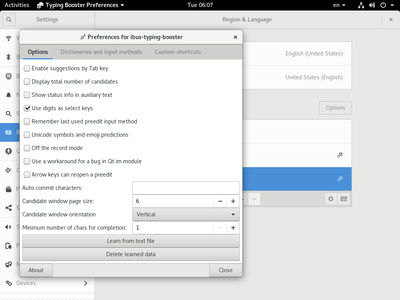 Activities
Typing Booster Preferences
Tue 06:07
en
Settings
Region & Language
Preferences for ibus-typing-booster
Options
Dictionaries and input methods
Custom shortcuts
Enable suggestions by Tab key
Display total number of candidates
Show status info in auxiliary text
Use digits as select keys
Remember last used preedit input method
Unicode symbols and emoji predictions
Off the record mode
Use a workaround for a bug in Qt im module
Arrow keys can reopen a preedit
Auto commit characters:
Candidate window page size:
6
Candidate window orientation
Vertical
Minimum number of chars for completion:
1
Learn from text file
Delete learned data
About
Close
English (United States)
United States (English)
Options
Devices